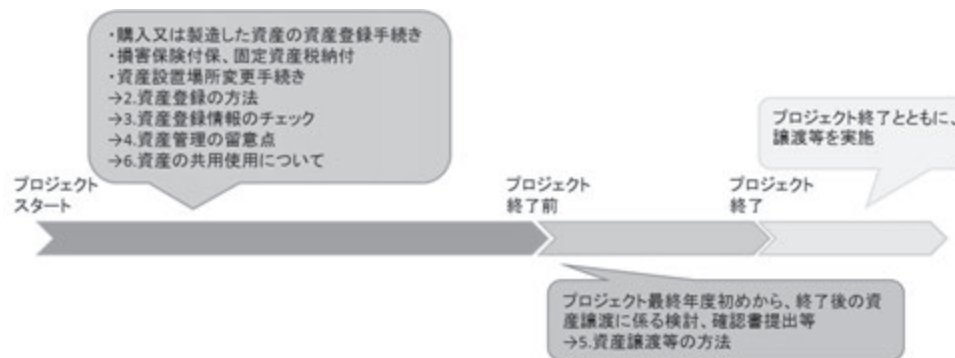 ・購入又は製造した資産の資産登録手続き
・損害保険付保、固定資産税納付
・資産設置場所変更手続き
→2.資産登録の方法
→3.資産登録情報のチェック
→4.資産管理の留意点
→6.資産の共用使用について
プロジェクト終了とともに、
譲渡等を実施
プロジェクト
スタート
プロジェクト
終了前
プロジェクト
終了
プロジェクト最終年度初めから、終了後の資
産譲渡に係る検討、確認書提出等
→5.資産譲渡等の方法